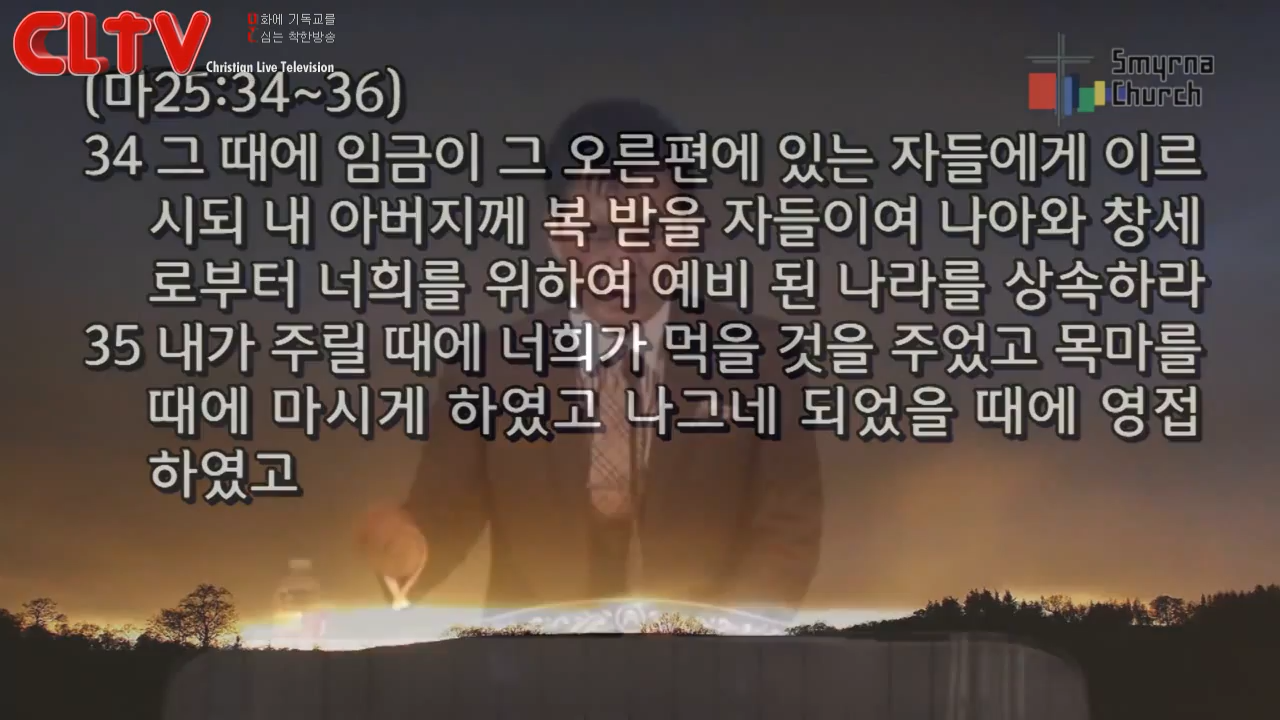 CLTV
문화에 기독교를
심는 착한방송
Christian Live Television
Smyrna
Church
(마25:34~36)
34 그 때에 임금이 그 오른편에 있는 자들에게 이르
시되 내 아버지께 복 받을 자들이여 나아와 창세
로부터 너희를 위하여 예비 된 나라를 상속하라
35 내가 주릴 때에 너희가 먹을 것을 주었고 목마를
때에 마시게 하였고 나그네 되었을 때에 영접
하였고